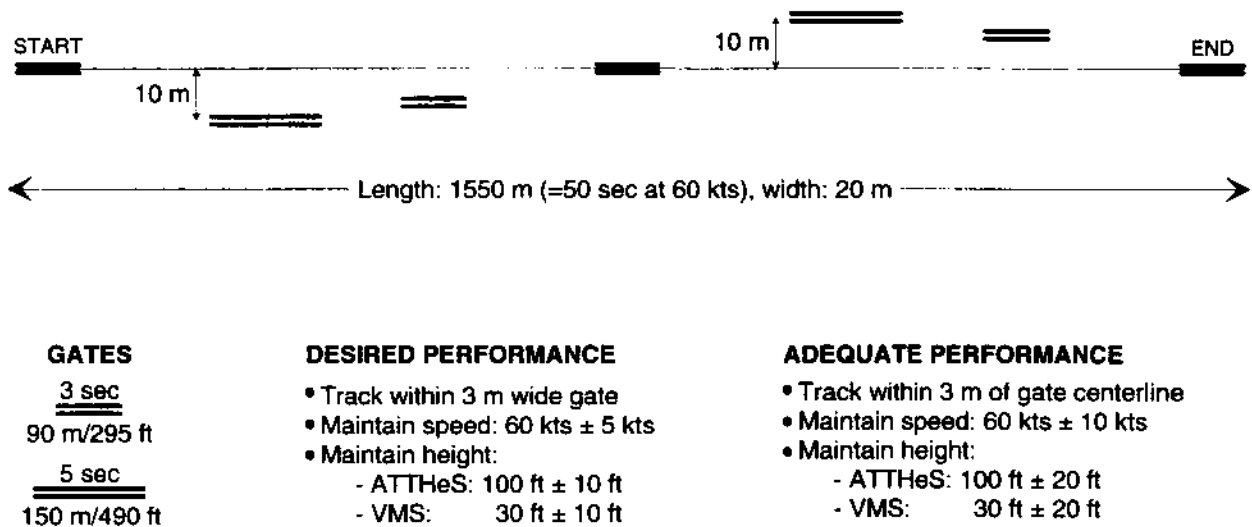 START
10 m
10 m
END
Length: 1550 m (=50 sec at 60 kts), width: 20 m
GATES
3 sec
90 m/295 ft
5 sec
150 m/490 ft
DESIRED PERFORMANCE
• Track within 3 m wide gate
• Maintain speed: 60 kts ± 5 kts
• Maintain height:
- ATTHeS: 100 ft ± 10 ft
- VMS: 30 ft ± 10 ft
ADEQUATE PERFORMANCE
• Track within 3 m of gate centerline
• Maintain speed: 60 kts ± 10 kts
• Maintain height:
- ATTHeS: 100 ft ± 20 ft
- VMS: 30 ft ± 20 ft